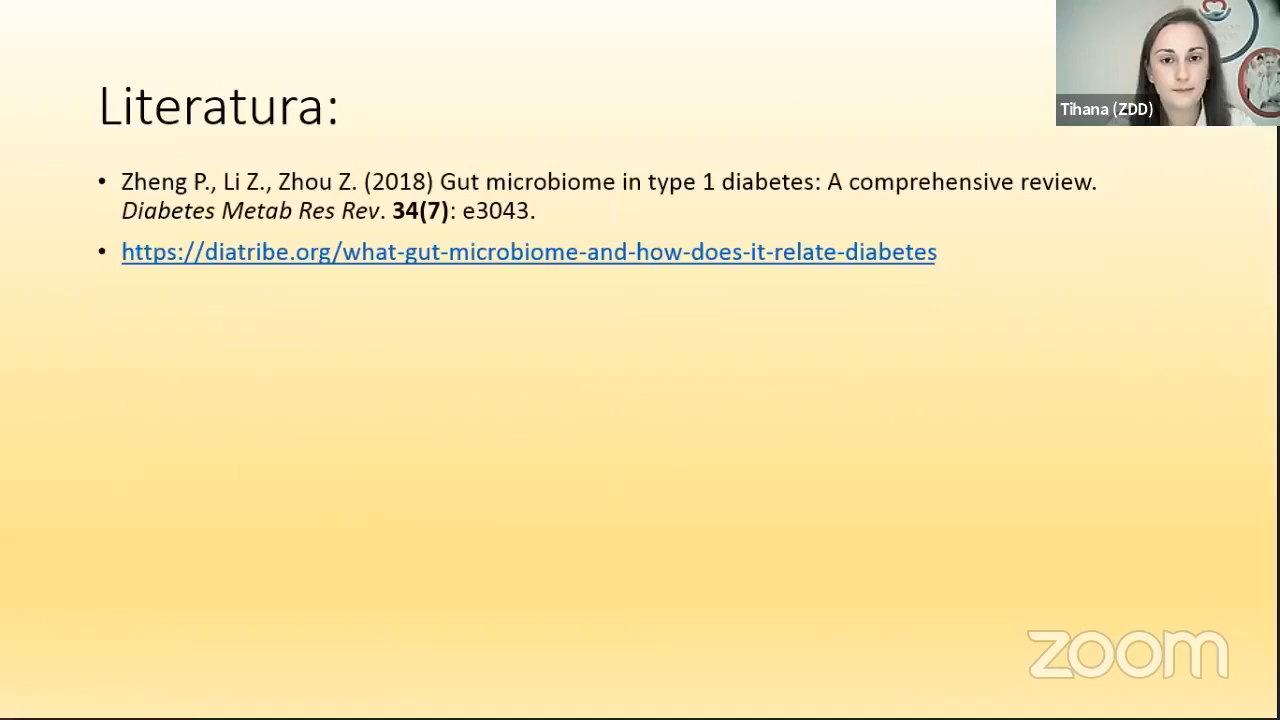 Literatura:
• Zheng P., Li Z., Zhou Z. (2018) Gut microbiome in type 1 diabetes: A comprehensive review.
Diabetes Metab Res Rev. 34(7): e3043.
• https://diatribe.org/what-gut-microbiome-and-how-does-it-relate-diabetes
Tihana (ZDD)
zoom